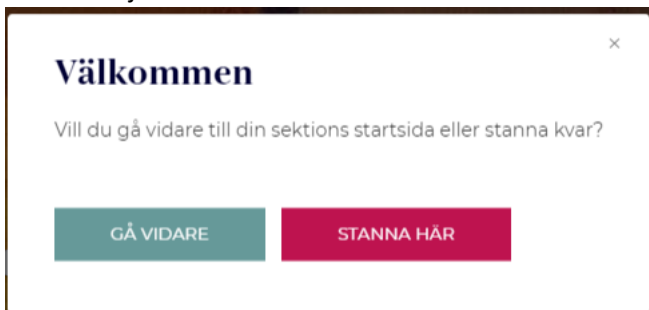 ×
Välkommen
Vill du gå vidare till din sektions startsida eller stanna kvar?
GÅ VIDARE STANNA HÄR